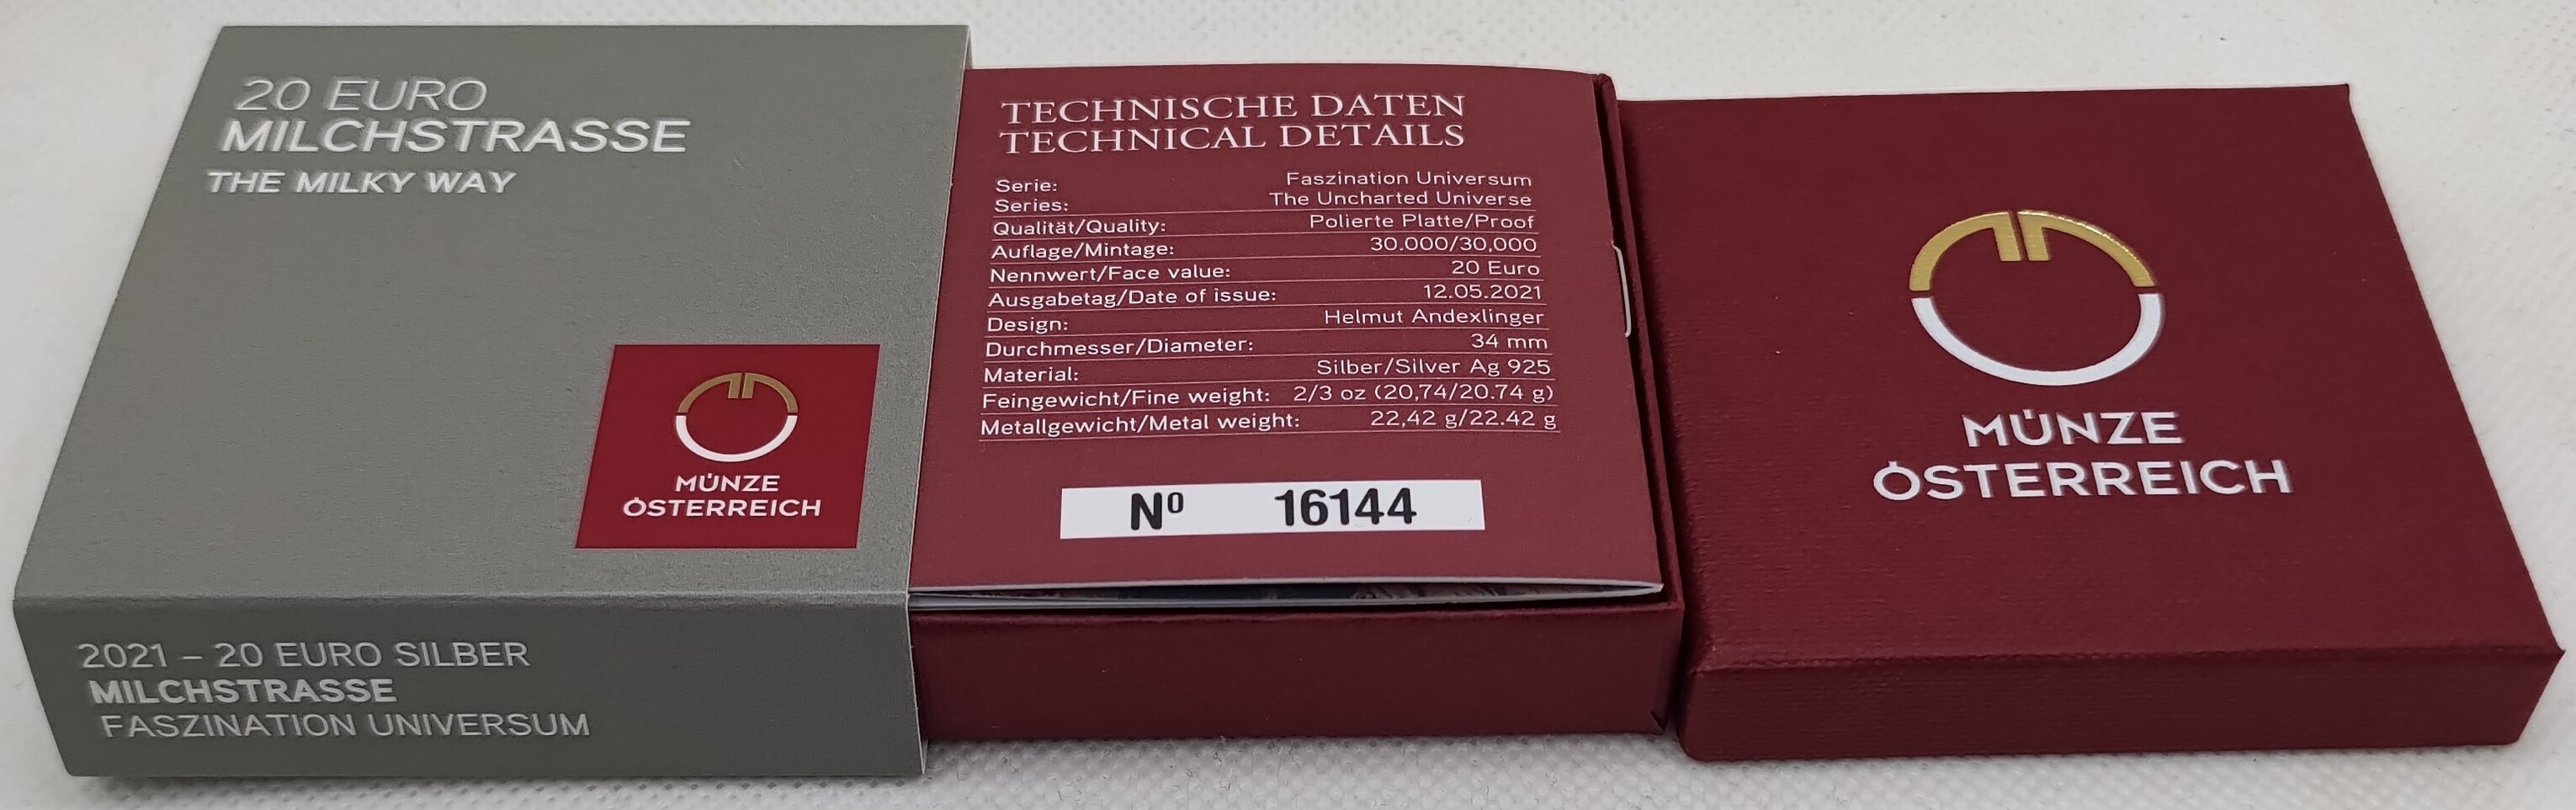 20 EURO
MILCHSTRASSE
THE MILKY WAY
MÜNZE
ÖSTERREICH
2021 – 20 EURO SILBER
MILCHSTRASSE
FASZINATION UNIVERSUM
TECHNISCHE DATEN
TECHNICAL DETAILS
Serie: Faszination Universum
Series: The Uncharted Universe
Qualität/Quality: Polierte Platte/Proof
Auflage/Mintage: 30.000/30,000
Nennwert/Face value: 20 Euro
Ausgabetag/Date of issue: 12.05.2021
Design: Helmut Andexlinger
Durchmesser/Diameter: 34 mm
Material: Silber/Silver Ag 925
Feingewicht/Fine weight: 2/3 oz (20,74/20.74 g)
Metallgewicht/Metal weight: 22,42 g/22.42 g
Nº 16144
MÜNZE
ÖSTERREICH